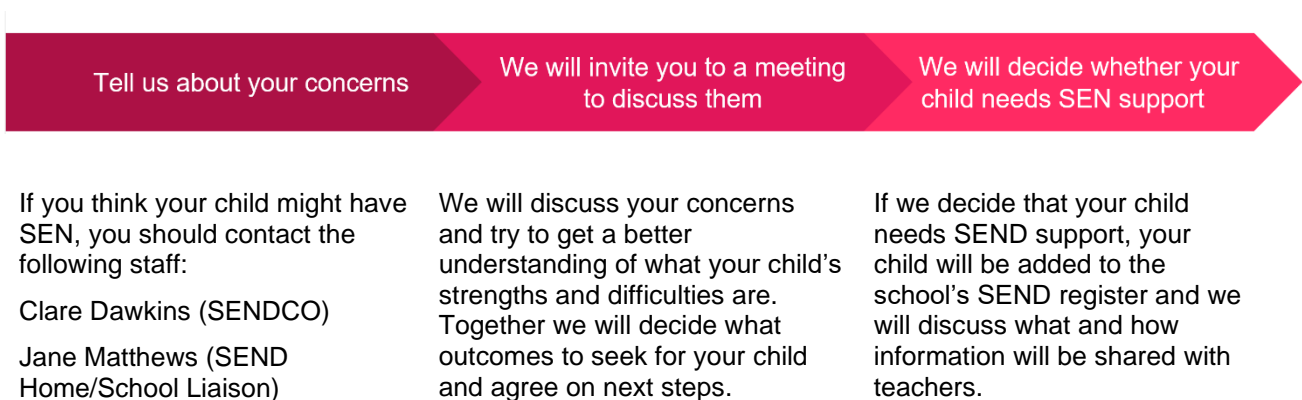 Tell us about your concerns
We will invite you to a meeting
to discuss them
We will decide whether your
child needs SEN support
If you think your child might have
SEN, you should contact the
following staff:
Clare Dawkins (SENDCO)
Jane Matthews (SEND
Home/School Liaison)
We will discuss your concerns
and try to get a better
understanding of what your child’s
strengths and difficulties are.
Together we will decide what
outcomes to seek for your child
and agree on next steps.
If we decide that your child
needs SEND support, your
child will be added to the
school’s SEND register and we
will discuss what and how
information will be shared with
teachers.